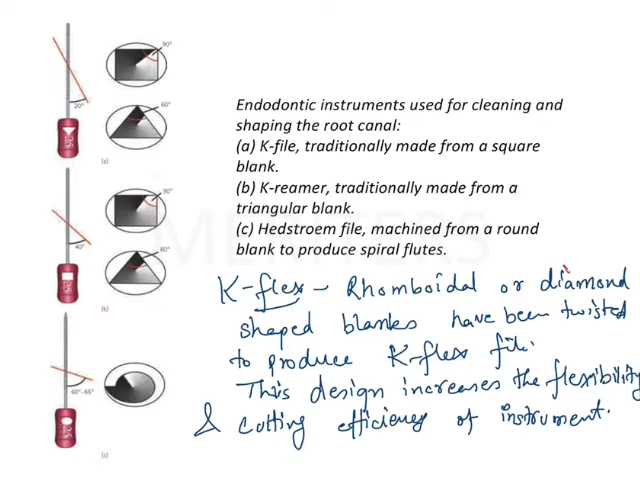 90°
20°
60°
(a)
90°
40°
60°
(b)
60°–65°
(c)
Endodontic instruments used for cleaning and
shaping the root canal:
(a) K-file, traditionally made from a square
blank.
(b) K-reamer, traditionally made from a
triangular blank.
(c) Hedstroem file, machined from a round
blank to produce spiral flutes.
K-flex - Rhomboidal or diamond
shaped blanks have been twisted
to produce K-flex file.
This design increases the flexibility
& cutting efficiency of instrument.